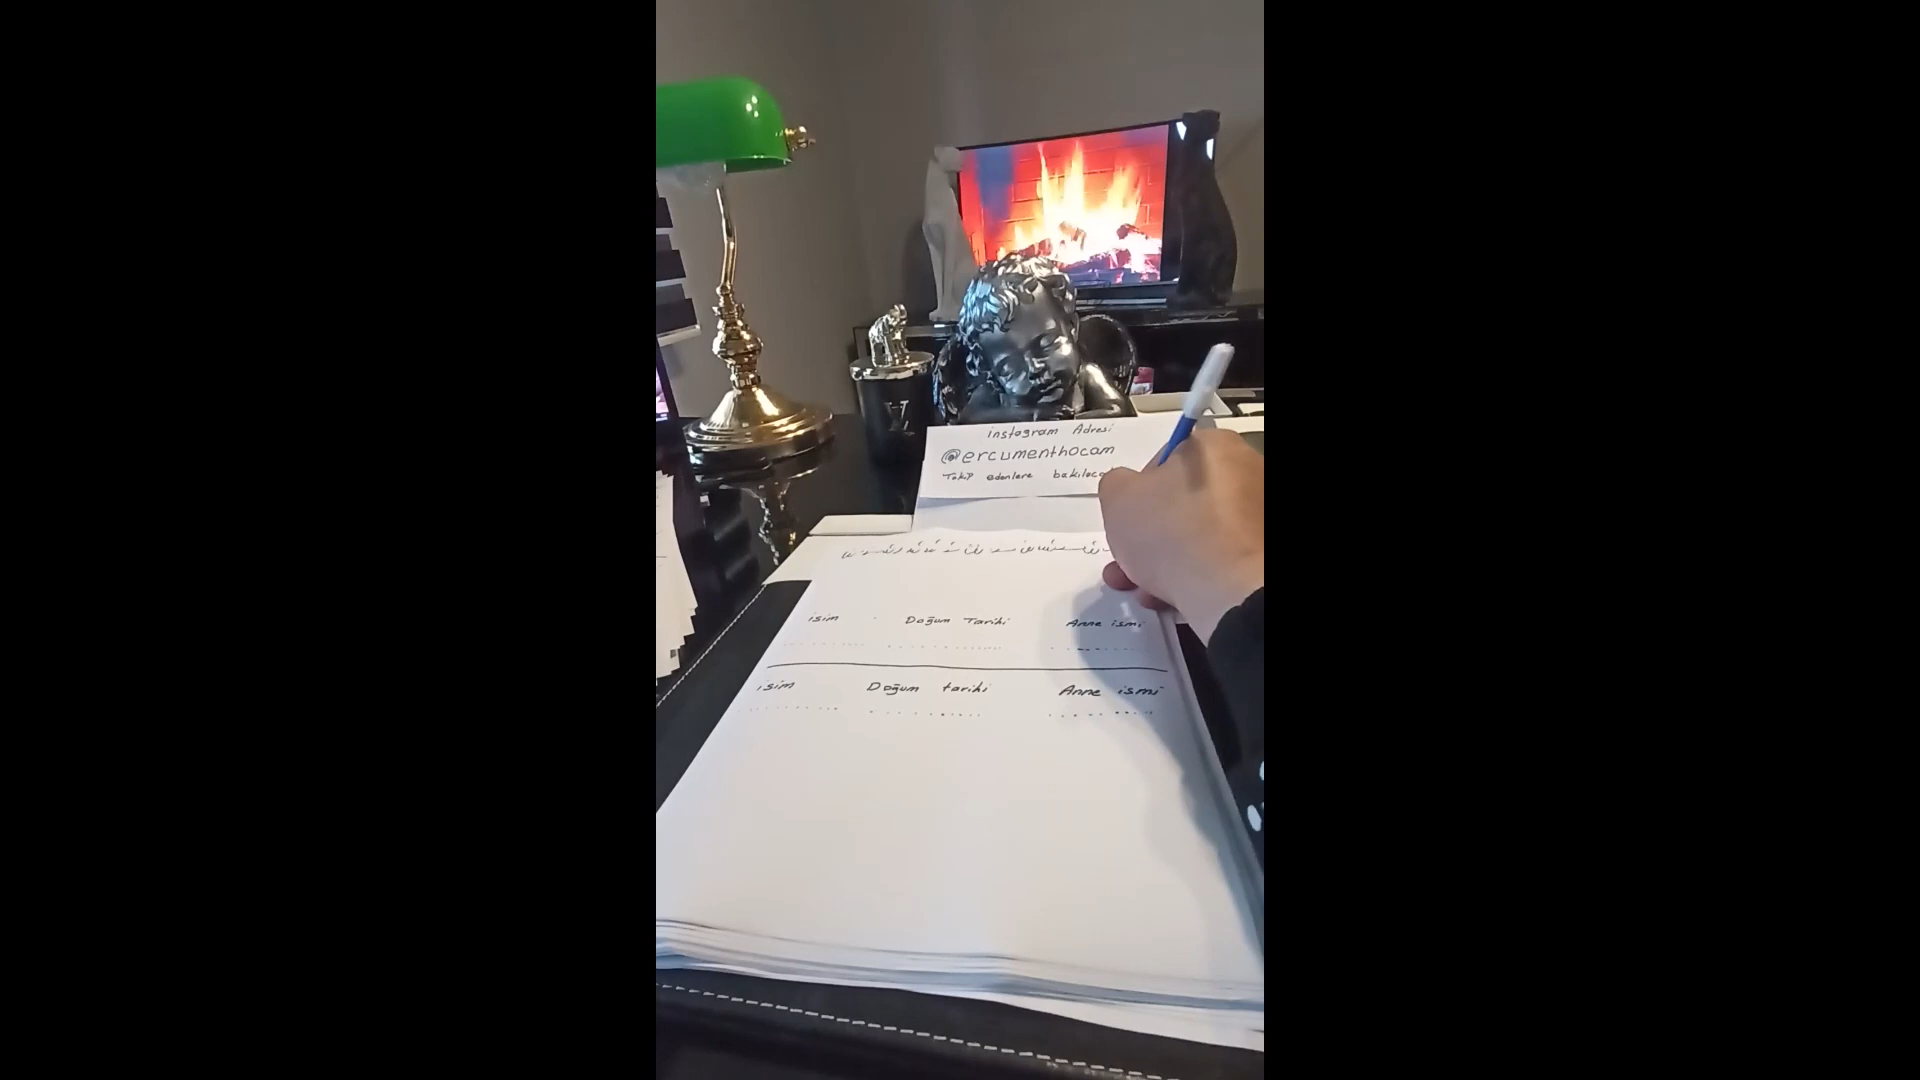 instagram Adresi
@ercumenthocam
Takip edenlere
isim Doğum Tarihi Anne ismi
isim Doğum tarihi Anne ismi